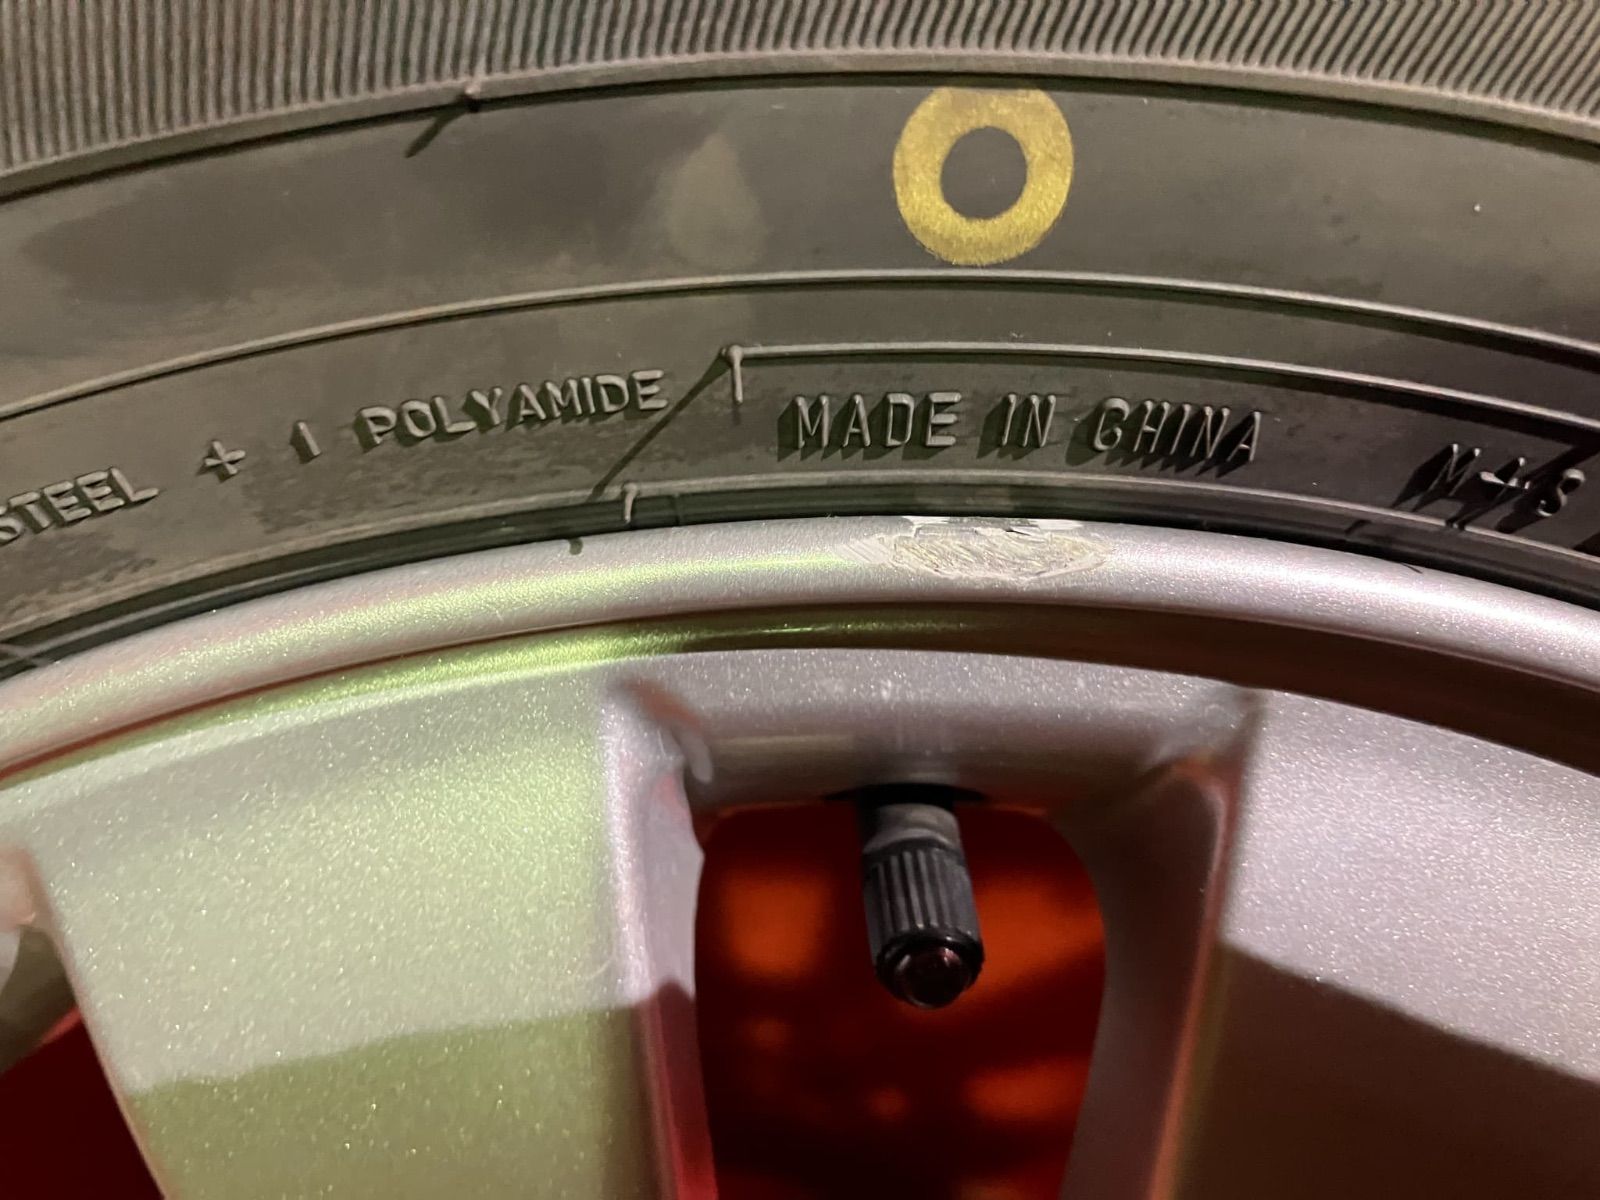 STEEL + 1 POLYAMIDE
MADE IN CHINA
M+S